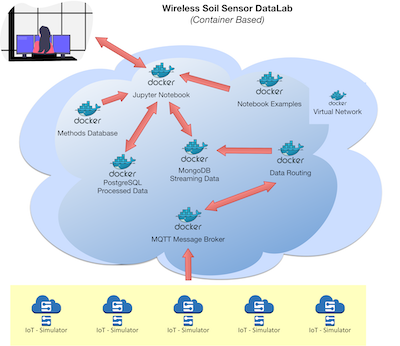 Wireless Soil Sensor DataLab
(Container Based)
docker
Jupyter Notebook
docker
Notebook Examples
docker
Virtual Network
docker
Methods Database
docker
PostgreSQL
Processed Data
docker
MongoDB
Streaming Data
docker
Data Routing
docker
MQTT Message Broker
IoT - Simulator
IoT - Simulator
IoT - Simulator
IoT - Simulator
IoT - Simulator